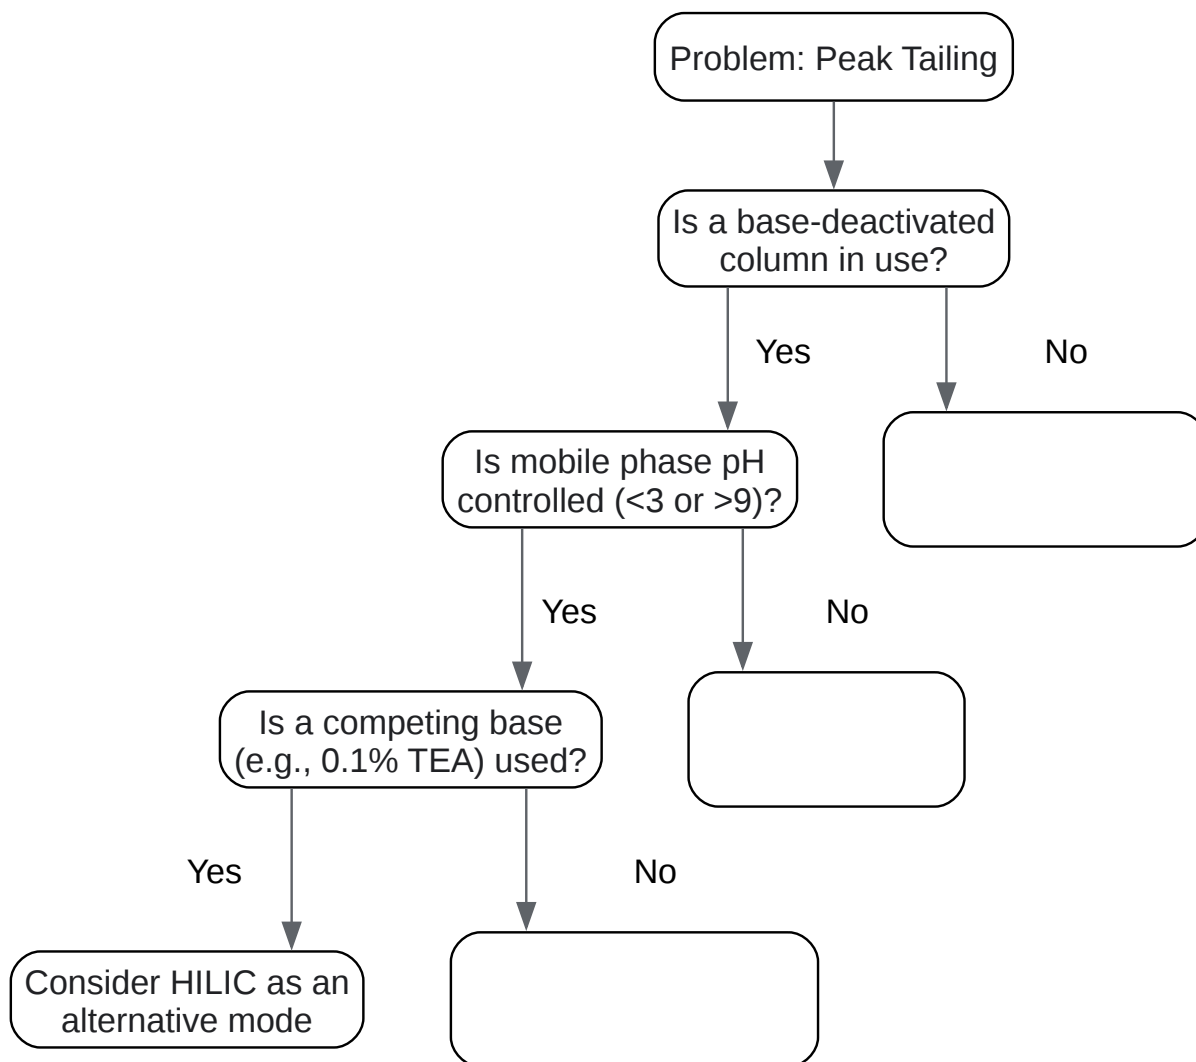 Problem: Peak Tailing
Is a base-deactivated
column in use?
Yes
No
Is mobile phase pH
controlled (<3 or >9)?
Yes
No
Is a competing base
(e.g., 0.1% TEA) used?
Yes
No
Consider HILIC as an
alternative mode